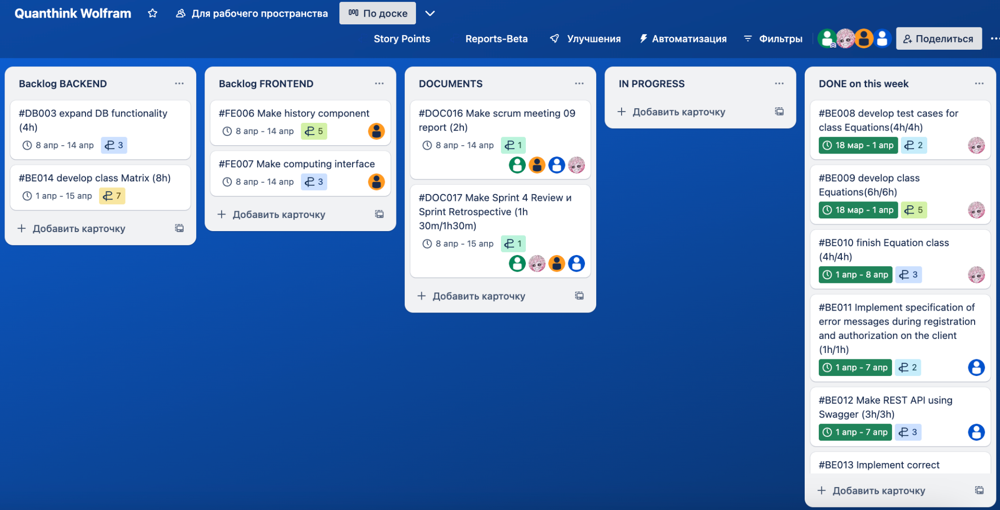 Quanthink Wolfram
Для рабочего пространства
По доске
Story Points
Reports-Beta
Улучшения
Автоматизация
Фильтры
Поделиться
Backlog BACKEND
#DB003 expand DB functionality
(4h)
8 апр - 14 апр
3
#BE014 develop class Matrix (8h)
1 апр - 15 апр
7
Добавить карточку
Backlog FRONTEND
#FE006 Make history component
8 апр - 14 апр
5
#FE007 Make computing interface
8 апр - 14 апр
3
Добавить карточку
DOCUMENTS
#DOC016 Make scrum meeting 09
report (2h)
8 апр - 14 апр
1
#DOC017 Make Sprint 4 Review и
Sprint Retrospective (1h
30m/1h30m)
8 апр - 15 апр
1
Добавить карточку
IN PROGRESS
Добавить карточку
DONE on this week
#BE008 develop test cases for
class Equations(4h/4h)
18 мар - 1 апр
2
#BE009 develop class
Equations(6h/6h)
18 мар - 1 апр
5
#BE010 finish Equation class
(4h/4h)
1 апр - 8 апр
3
#BE011 Implement specification of
error messages during registration
and authorization on the client
(1h/1h)
1 апр - 7 апр
2
#BE012 Make REST API using
Swagger (3h/3h)
1 апр - 7 апр
3
#BE013 Implement correct
Добавить карточку